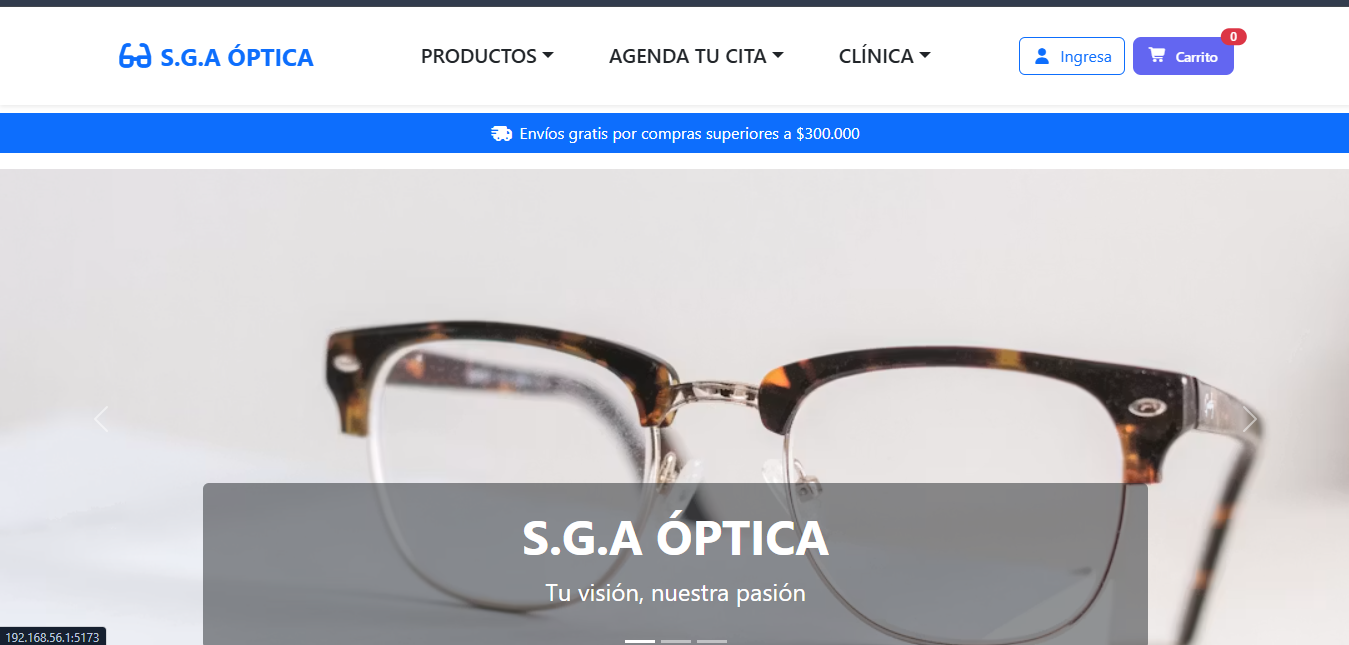 S.G.A ÓPTICA
PRODUCTOS
AGENDA TU CITA
CLÍNICA
Ingresa
Carrito
0
Envíos gratis por compras superiores a $300.000
S.G.A ÓPTICA
Tu visión, nuestra pasión
192.168.56.1:5173